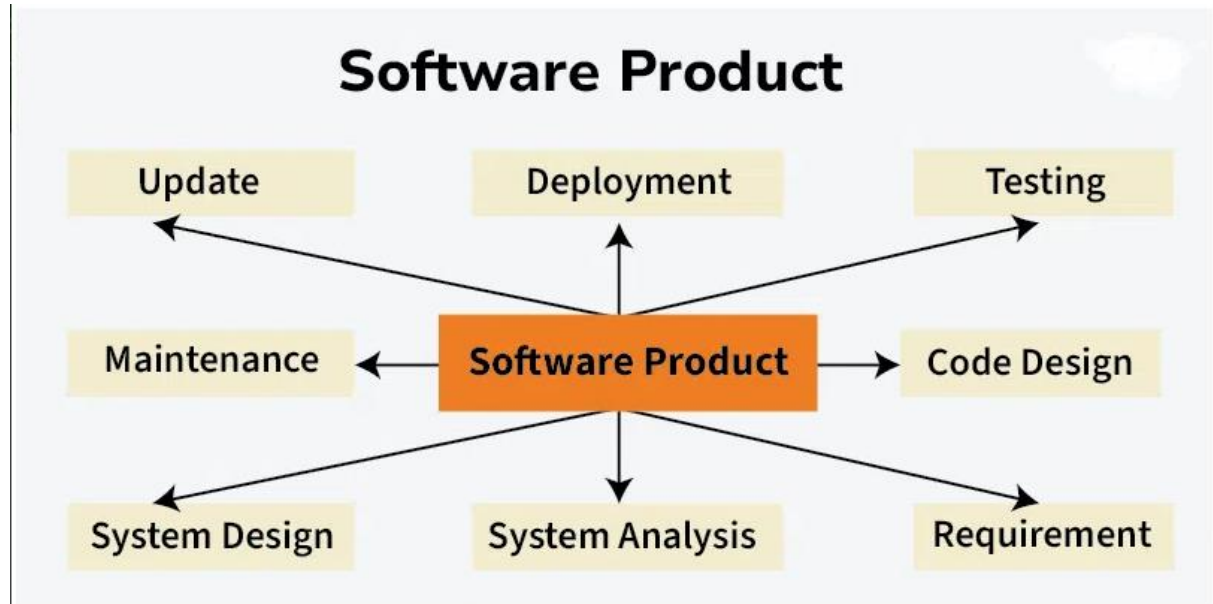 Software Product
Update
Deployment
Testing
Maintenance
Software Product
Code Design
System Design
System Analysis
Requirement